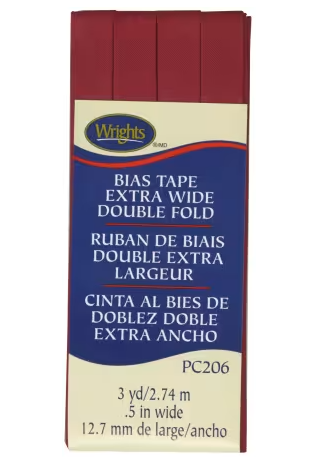 Wrights
®/MD
BIAS TAPE
EXTRA WIDE
DOUBLE FOLD
RUBAN DE BIAIS
DOUBLE EXTRA
LARGEUR
CINTA AL BIES DE
DOBLEZ DOBLE
EXTRA ANCHO
PC206
3 yd/2.74 m
.5 in wide
12.7 mm de large/ancho